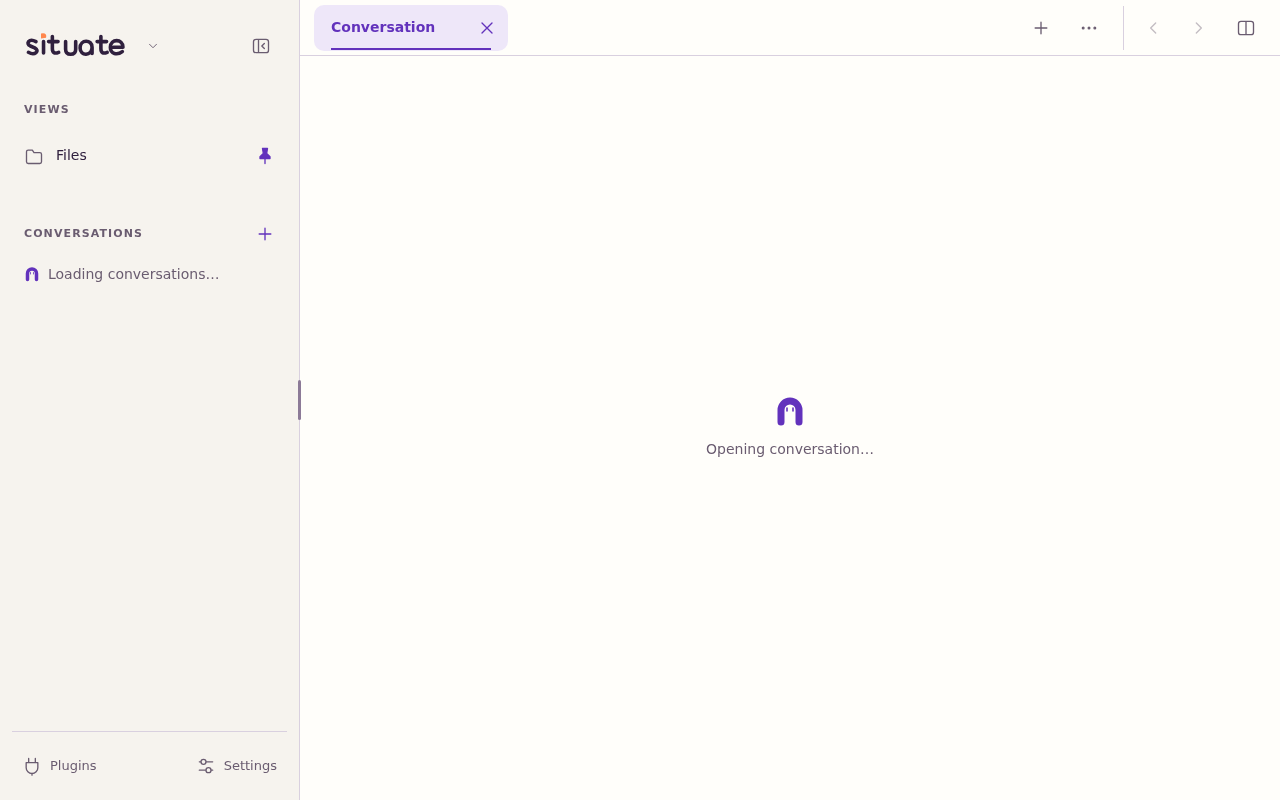 situate
VIEWS
Files
CONVERSATIONS
Loading conversations...
Plugins
Settings
Conversation
Opening conversation...